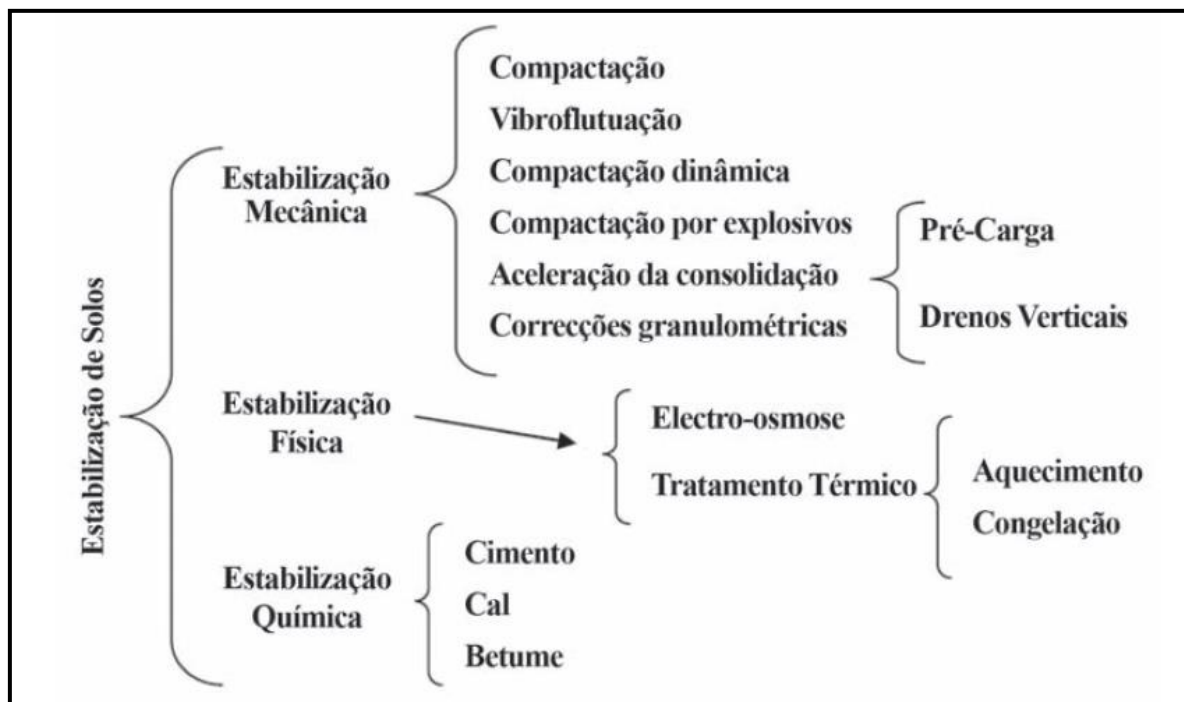 Estabilização de Solos
Estabilização
Mecânica
Compactação
Vibroflutuação
Compactação dinâmica
Compactação por explosivos
Aceleração da consolidação
Correcções granulométricas
Pré-Carga
Drenos Verticais
Estabilização
Física
Electro-osmose
Tratamento Térmico
Aquecimento
Congelação
Estabilização
Química
Cimento
Cal
Betume